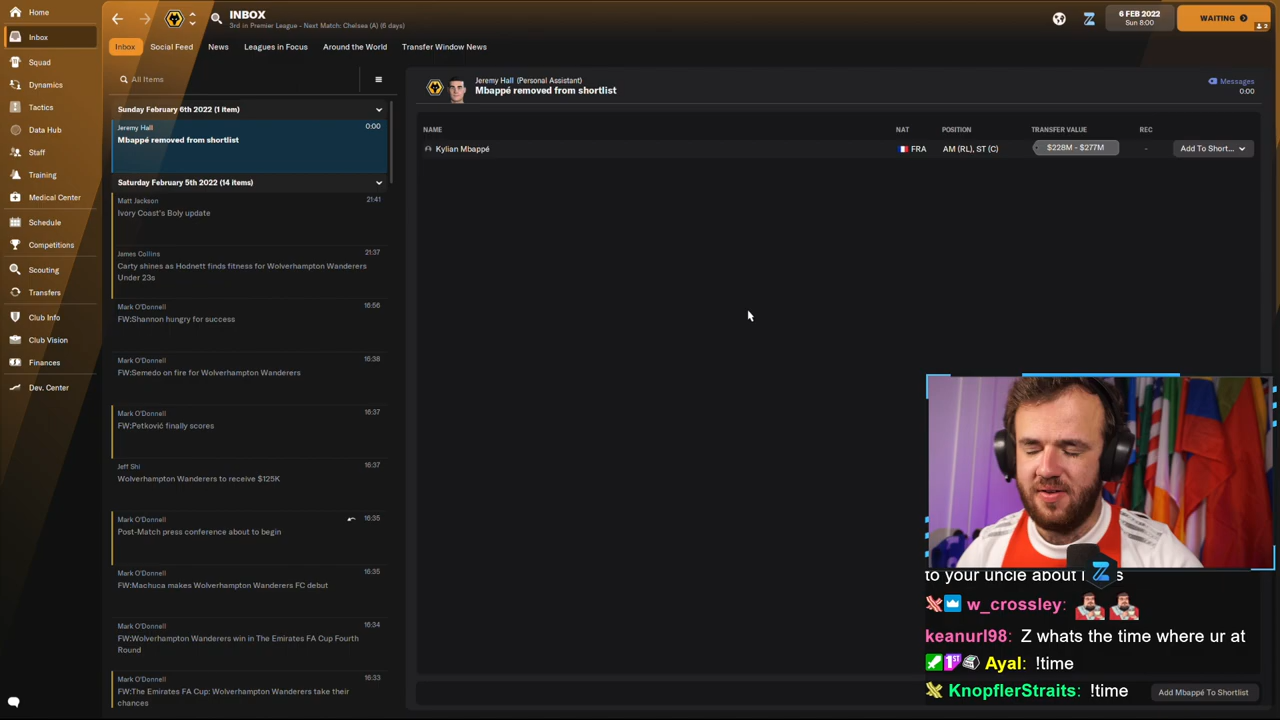 Home
INBOX
3rd in Premier League - Next Match: Chelsea (A) (6 days)
6 FEB 2022
Sun 8:00
WAITING
2
Inbox
Squad
Dynamics
Tactics
Data Hub
Staff
Training
Medical Center
Schedule
Competitions
Scouting
Transfers
Club Info
Club Vision
Finances
Dev. Center
Inbox Social Feed News Leagues in Focus Around the World Transfer Window News
All Items
Sunday February 6th 2022 (1 item)
Jeremy Hall 0:00
Mbappé removed from shortlist
Saturday February 5th 2022 (14 items)
Matt Jackson 21:41
Ivory Coast's Boly update
James Collins 21:37
Carty shines as Hodnett finds fitness for Wolverhampton Wanderers
Under 23s
Mark O'Donnell 16:56
FW:Shannon hungry for success
Mark O'Donnell 16:38
FW:Semedo on fire for Wolverhampton Wanderers
Mark O'Donnell 16:37
FW:Petković finally scores
Jeff Shi 16:37
Wolverhampton Wanderers to receive $125K
Mark O'Donnell 16:35
Post-Match press conference about to begin
Mark O'Donnell 16:35
FW:Machuca makes Wolverhampton Wanderers FC debut
Mark O'Donnell 16:34
FW:Wolverhampton Wanderers win in The Emirates FA Cup Fourth
Round
Mark O'Donnell 16:33
FW:The Emirates FA Cup: Wolverhampton Wanderers take their
chances
Jeremy Hall (Personal Assistant)
Mbappé removed from shortlist
Messages
0:00
NAME NAT POSITION TRANSFER VALUE REC
Kylian Mbappé FRA AM (RL), ST (C) $228M - $277M - Add To Short...
to your uncle about
w_crossley:
keanurl98: Z whats the time where ur at
Ayal: !time
KnopflerStraits: !time
Add Mbappé To Shortlist